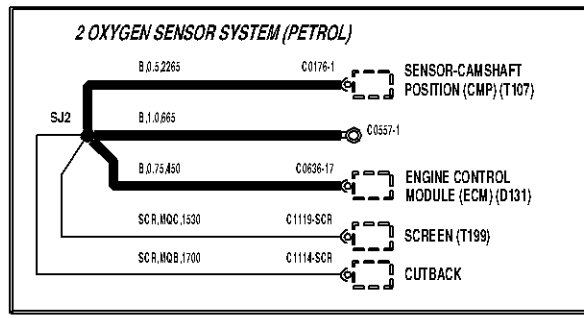 2 OXYGEN SENSOR SYSTEM (PETROL)
B,0.5,2265 C0176-1 SENSOR-CAMSHAFT
POSITION (CMP) (T107)
SJ2 B,1.0,665 C0557-1
B,0.75,450 C0636-17 ENGINE CONTROL
MODULE (ECM) (D131)
SCR,MQC,1530 C1119-SCR SCREEN (T199)
SCR,MQB,1700 C1114-SCR CUTBACK